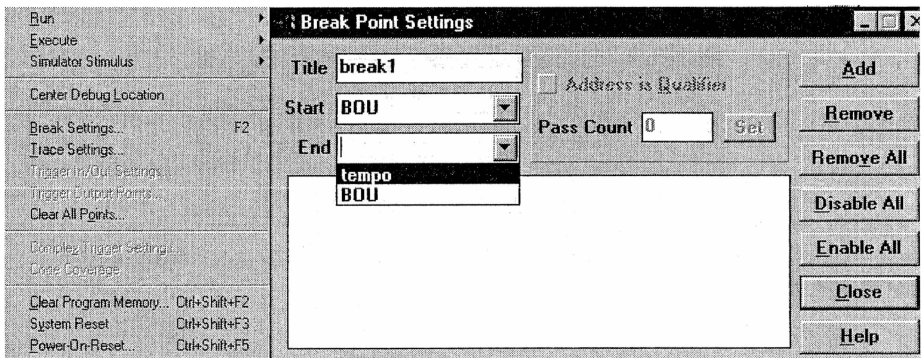 Run
Execute
Simulator Stimulus
Center Debug Location
Break Settings... F2
Trace Settings...
Trigger In/Out Settings...
Trigger Output Points...
Clear All Points...
Complex Trigger Settings...
Code Coverage
Clear Program Memory... Ctrl+Shift+F2
System Reset Ctrl+Shift+F3
Power-On-Reset... Ctrl+Shift+F5
Break Point Settings
Title break1
Start BOU
End
tempo
BOU
Address is Qualifier
Pass Count 0 Set
Add
Remove
Remove All
Disable All
Enable All
Close
Help